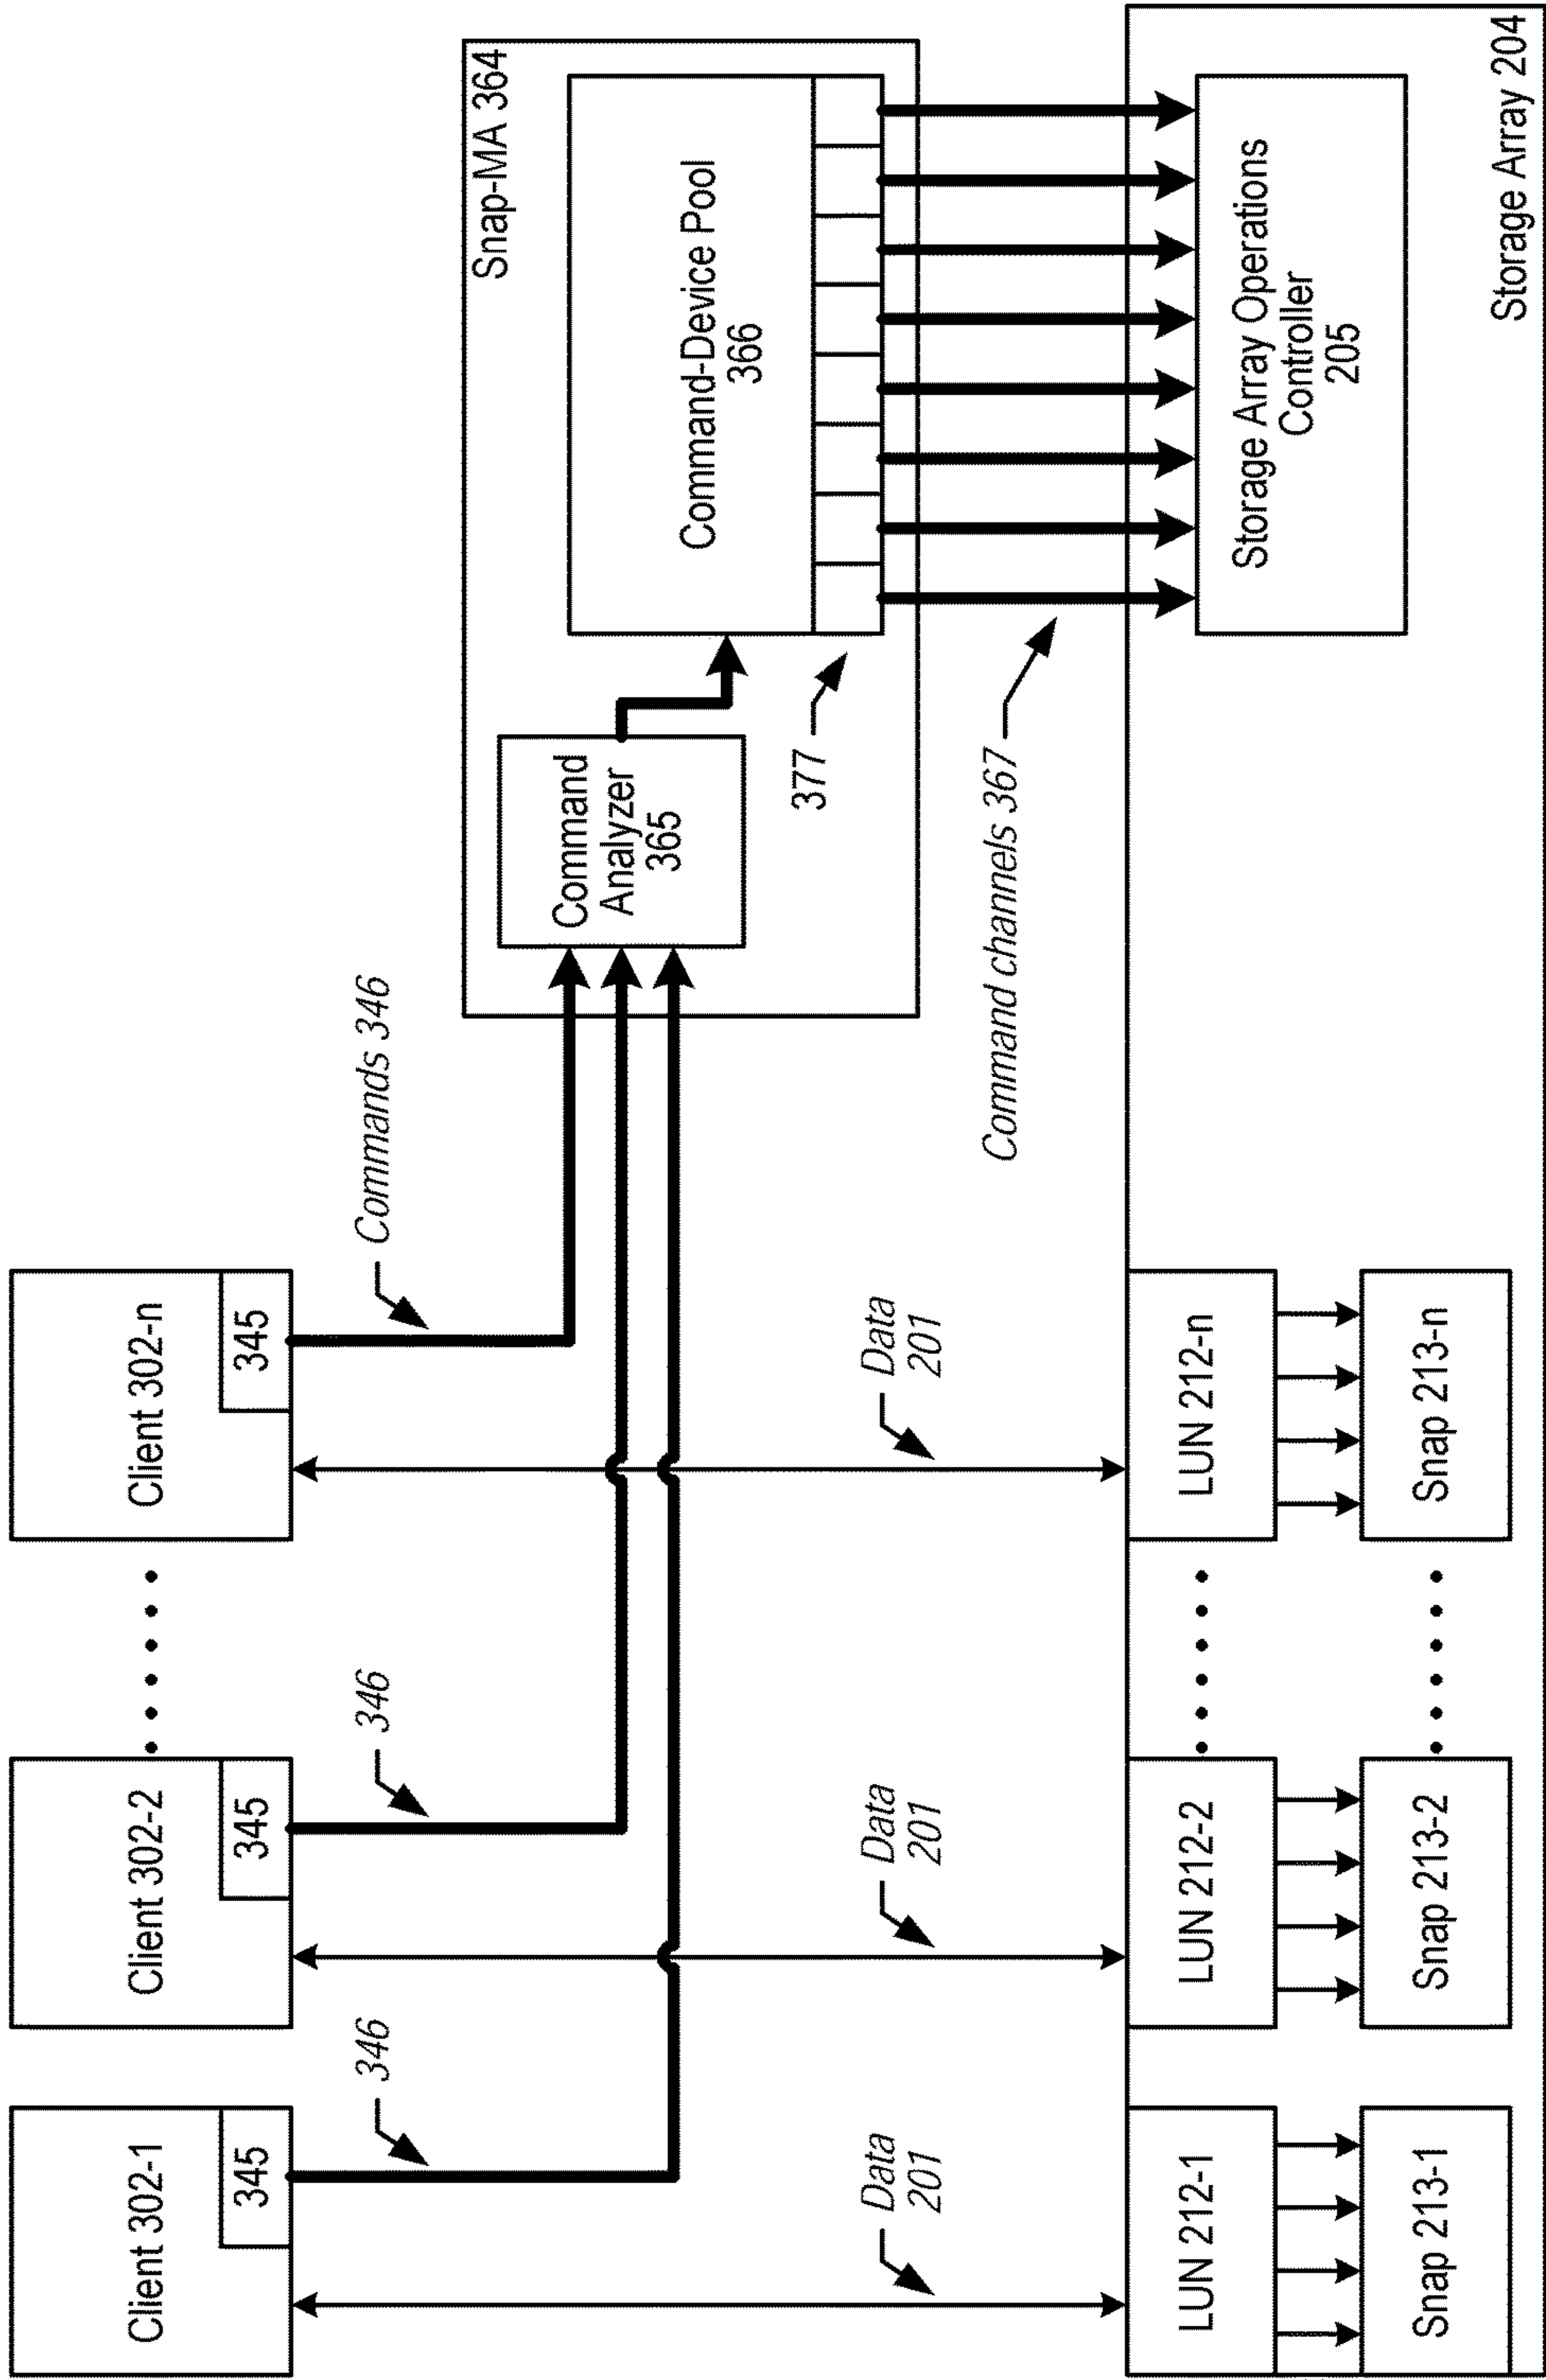 Client 302-1
345
Client 302-2
345
Client 302-n
345
346
346
Commands 346
Snap-MA 364
Command
Analyzer
365
Command-Device Pool
366
377
Data
201
Data
201
Data
201
Command channels 367
LUN 212-1
LUN 212-2
LUN 212-n
Storage Array Operations
Controller
205
Snap 213-1
Snap 213-2
Snap 213-n
Storage Array 204